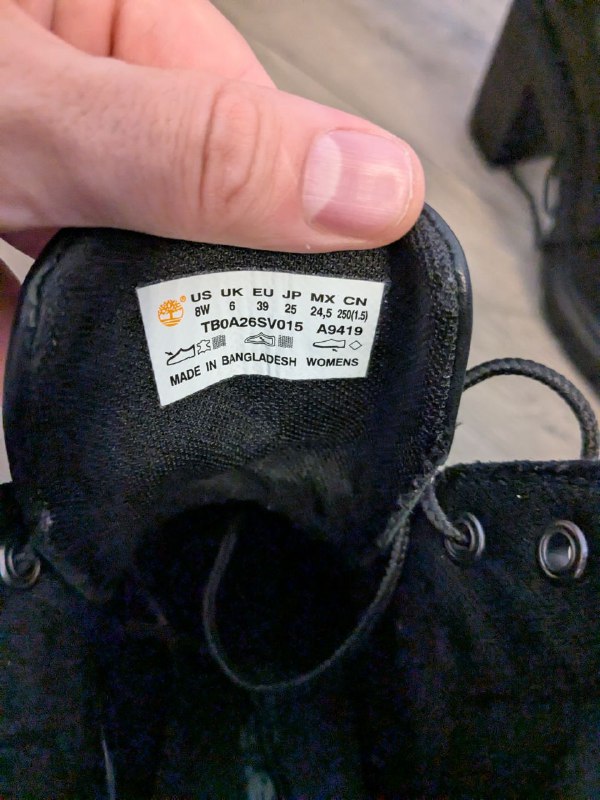 ® US UK EU JP MX CN
8W 6 39 25 24,5 250(1.5)
TB0A26SV015 A9419
MADE IN BANGLADESH WOMENS